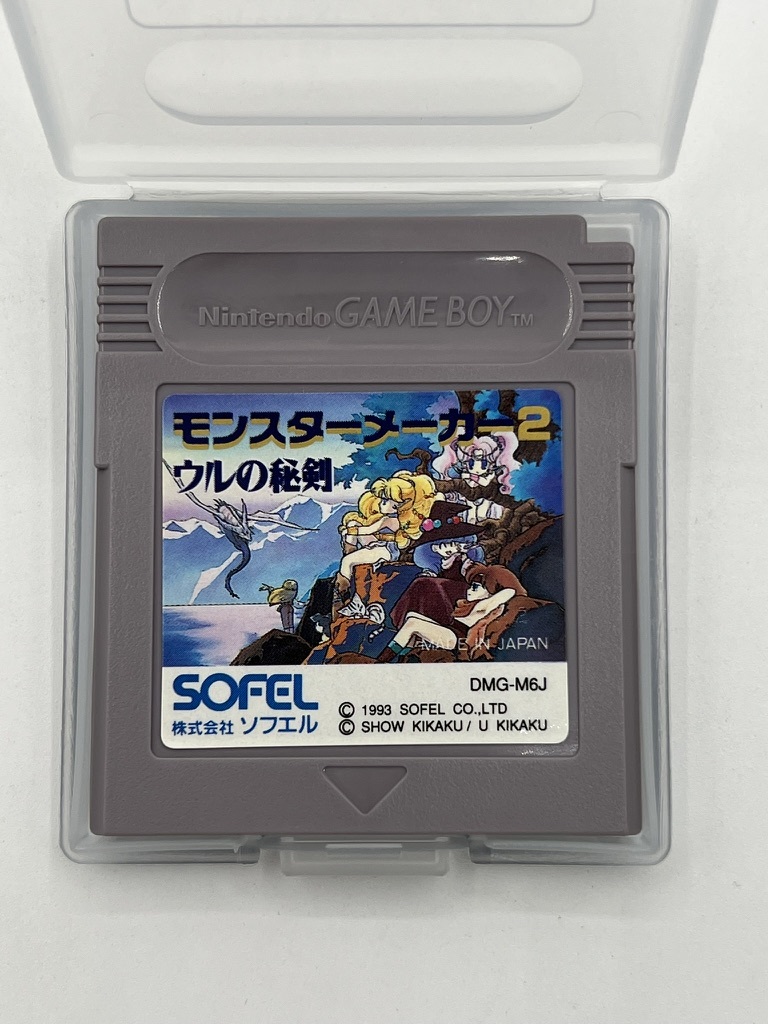 Nintendo GAME BOY TM
モンスターメーカー2
ウルの秘剣
MADE IN JAPAN
SOFEL
株式会社 ソフエル
DMG-M6J
© 1993 SOFEL CO.,LTD
© SHOW KIKAKU / U KIKAKU